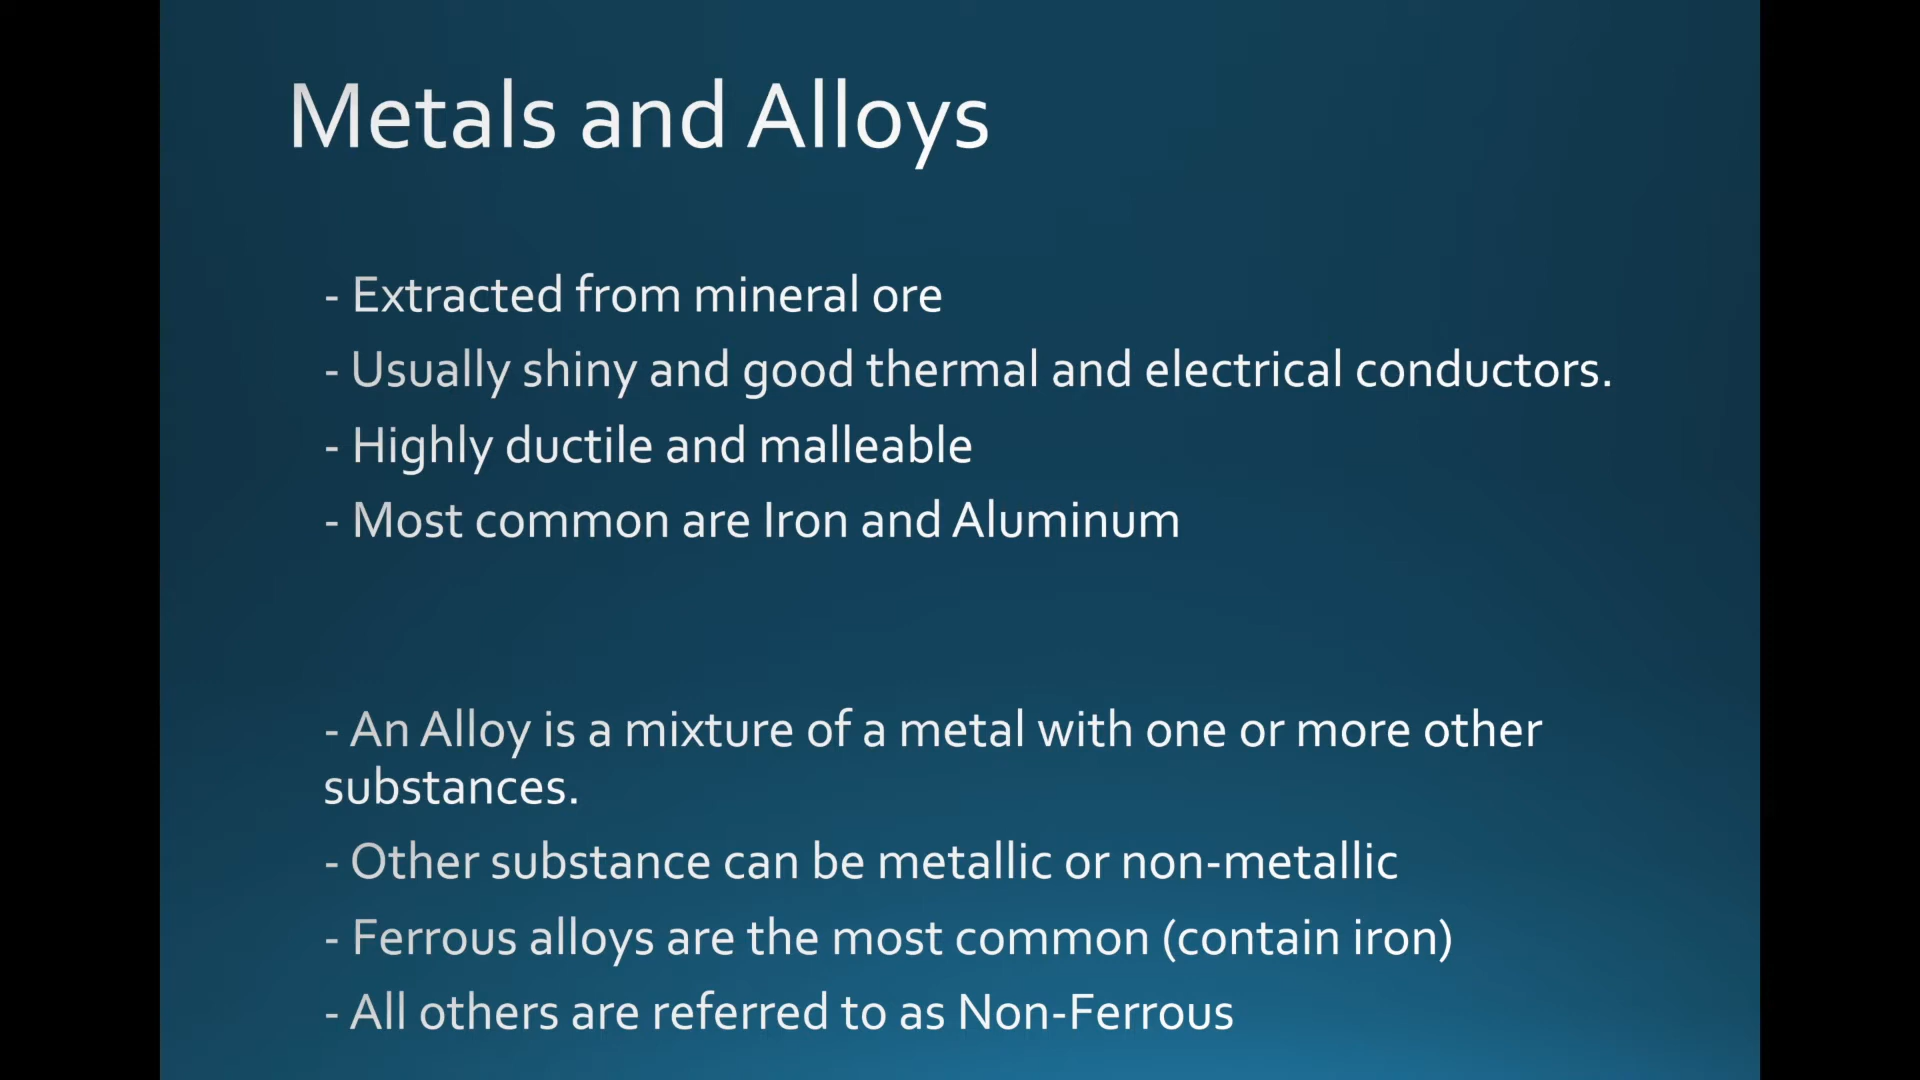 Metals and Alloys
- Extracted from mineral ore
- Usually shiny and good thermal and electrical conductors.
- Highly ductile and malleable
- Most common are Iron and Aluminum
- An Alloy is a mixture of a metal with one or more other
substances.
- Other substance can be metallic or non-metallic
- Ferrous alloys are the most common (contain iron)
- All others are referred to as Non-Ferrous